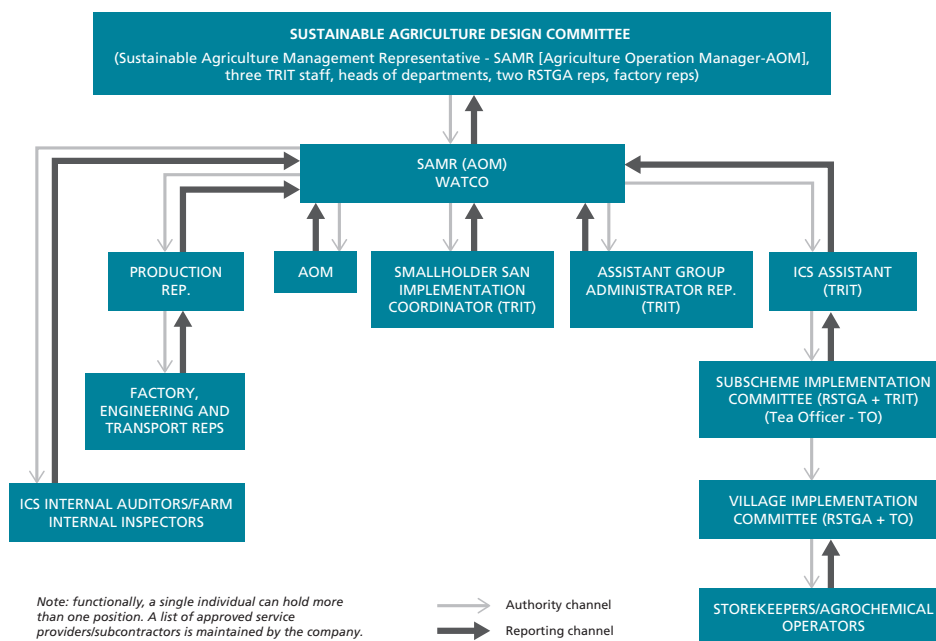 SUSTAINABLE AGRICULTURE DESIGN COMMITTEE
(Sustainable Agriculture Management Representative - SAMR [Agriculture Operation Manager-AOM],
three TRIT staff, heads of departments, two RSTGA reps, factory reps)
SAMR (AOM)
WATCO
PRODUCTION
REP.
AOM
SMALLHOLDER SAN
IMPLEMENTATION
COORDINATOR (TRIT)
ASSISTANT GROUP
ADMINISTRATOR REP.
(TRIT)
ICS ASSISTANT
(TRIT)
FACTORY,
ENGINEERING AND
TRANSPORT REPS
SUBSCHEME IMPLEMENTATION
COMMITTEE (RSTGA + TRIT)
(Tea Officer - TO)
ICS INTERNAL AUDITORS/FARM
INTERNAL INSPECTORS
VILLAGE IMPLEMENTATION
COMMITTEE (RSTGA + TO)
STOREKEEPERS/AGROCHEMICAL
OPERATORS
Note: functionally, a single individual can hold more
than one position. A list of approved service
providers/subcontractors is maintained by the company.
Authority channel
Reporting channel